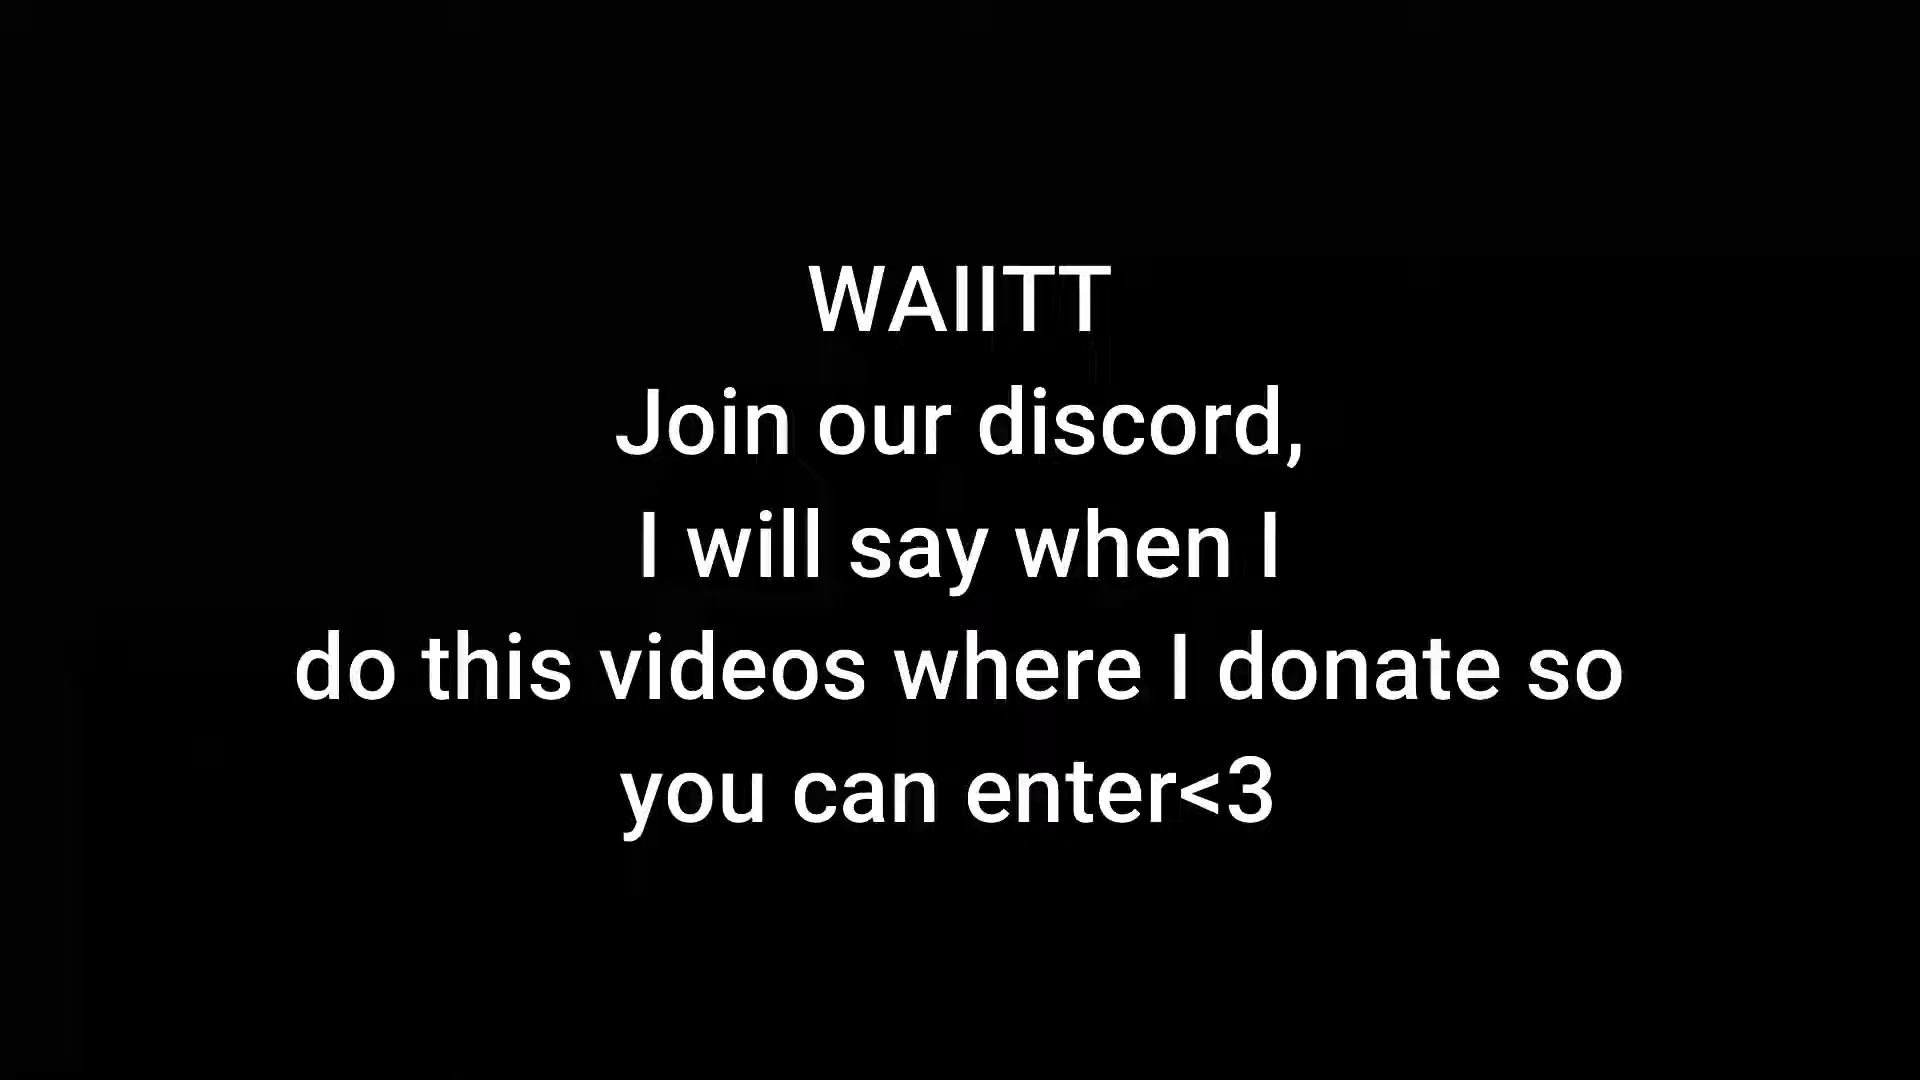 WAIITT
Join our discord,
I will say when I
do this videos where I donate so
you can enter<3